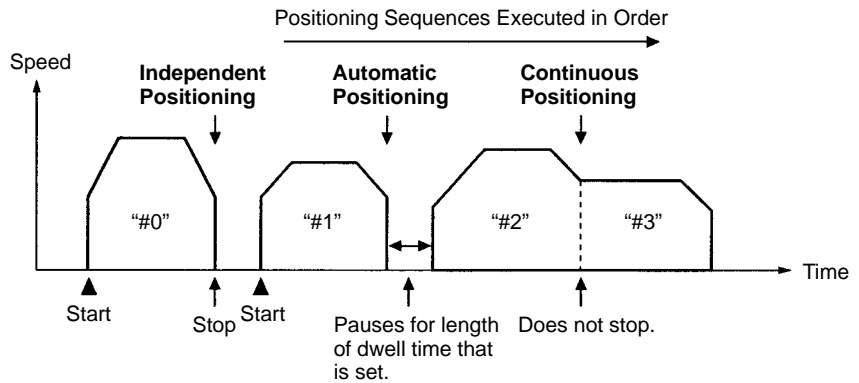 Positioning Sequences Executed in Order
Speed
Independent
Positioning
Automatic
Positioning
Continuous
Positioning
“#0”
“#1”
“#2”
“#3”
Time
Start
Stop
Start
Pauses for length
of dwell time that
is set.
Does not stop.